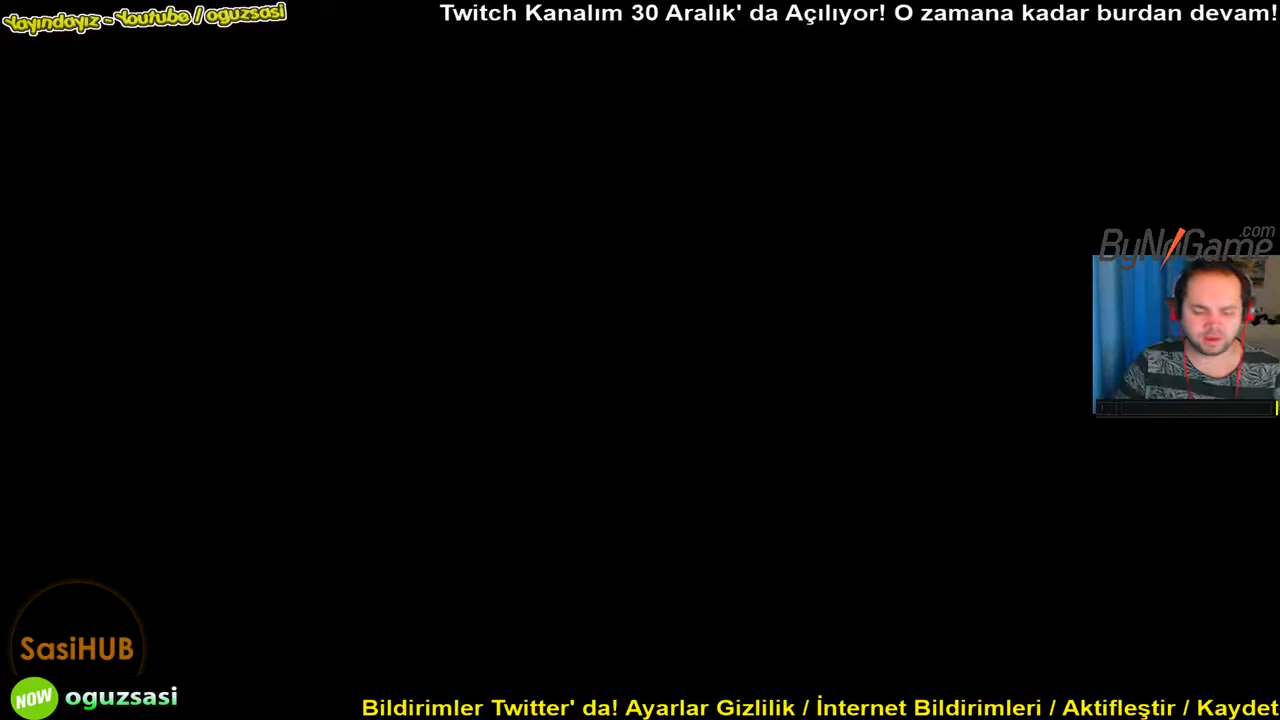 Yayındayız - Youtube / oguzsasi
Twitch Kanalım 30 Aralık' da Açılıyor! O zamana kadar burdan devam!
ByNoGame.com
SasiHUB
NOW oguzsasi
Bildirimler Twitter' da! Ayarlar Gizlilik / İnternet Bildirimleri / Aktifleştir / Kaydet